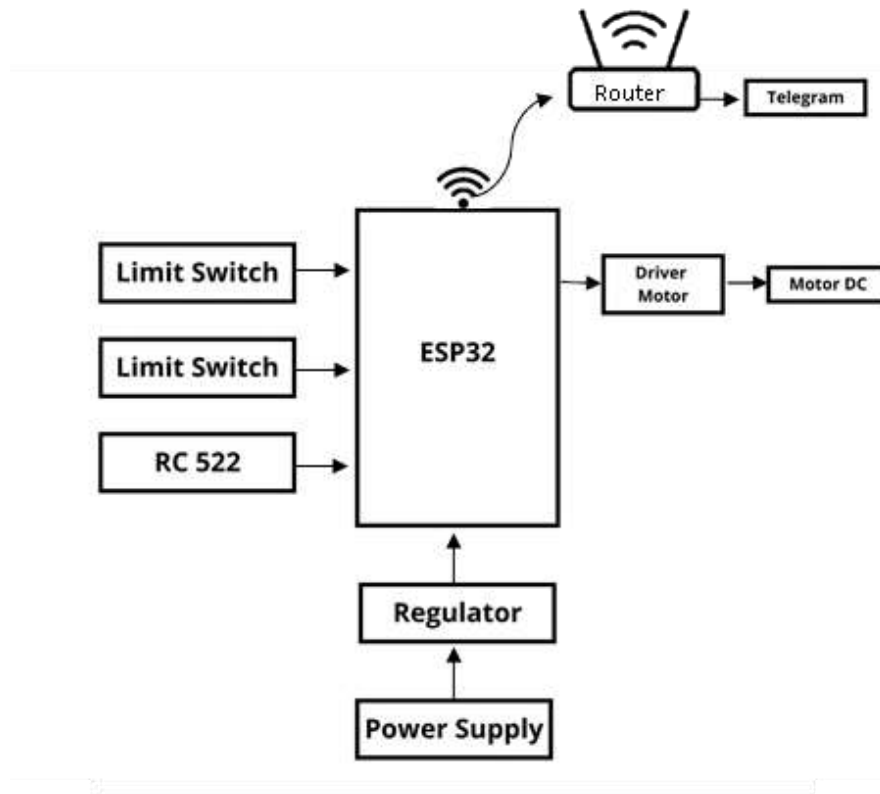 Router
Telegram
Limit Switch
Driver
Motor
Motor DC
ESP32
Limit Switch
RC 522
Regulator
Power Supply